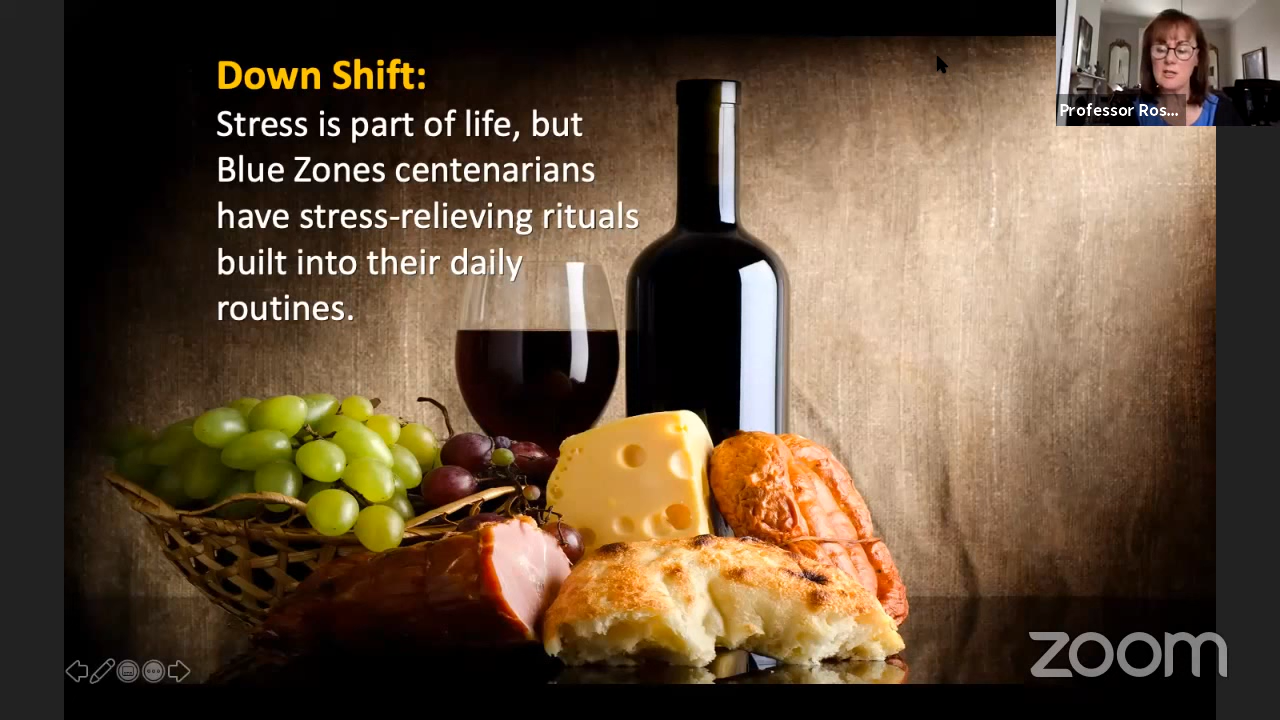 Down Shift:
Stress is part of life, but
Blue Zones centenarians
have stress-relieving rituals
built into their daily
routines.
Professor Ros...
zoom